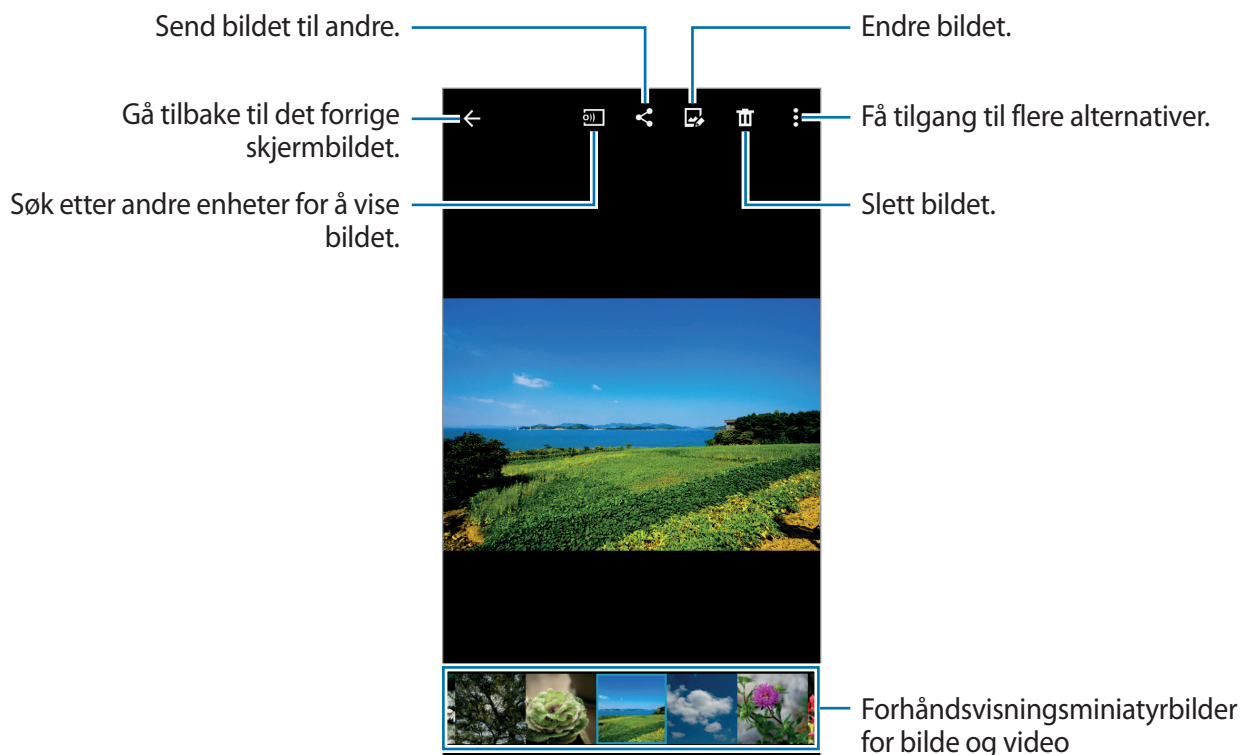 Send bildet til andre.
Endre bildet.
Gå tilbake til det forrige
skjermbildet.
Få tilgang til flere alternativer.
Søk etter andre enheter for å vise
bildet.
Slett bildet.
Forhåndsvisningsminiatyrbilder
for bilde og video